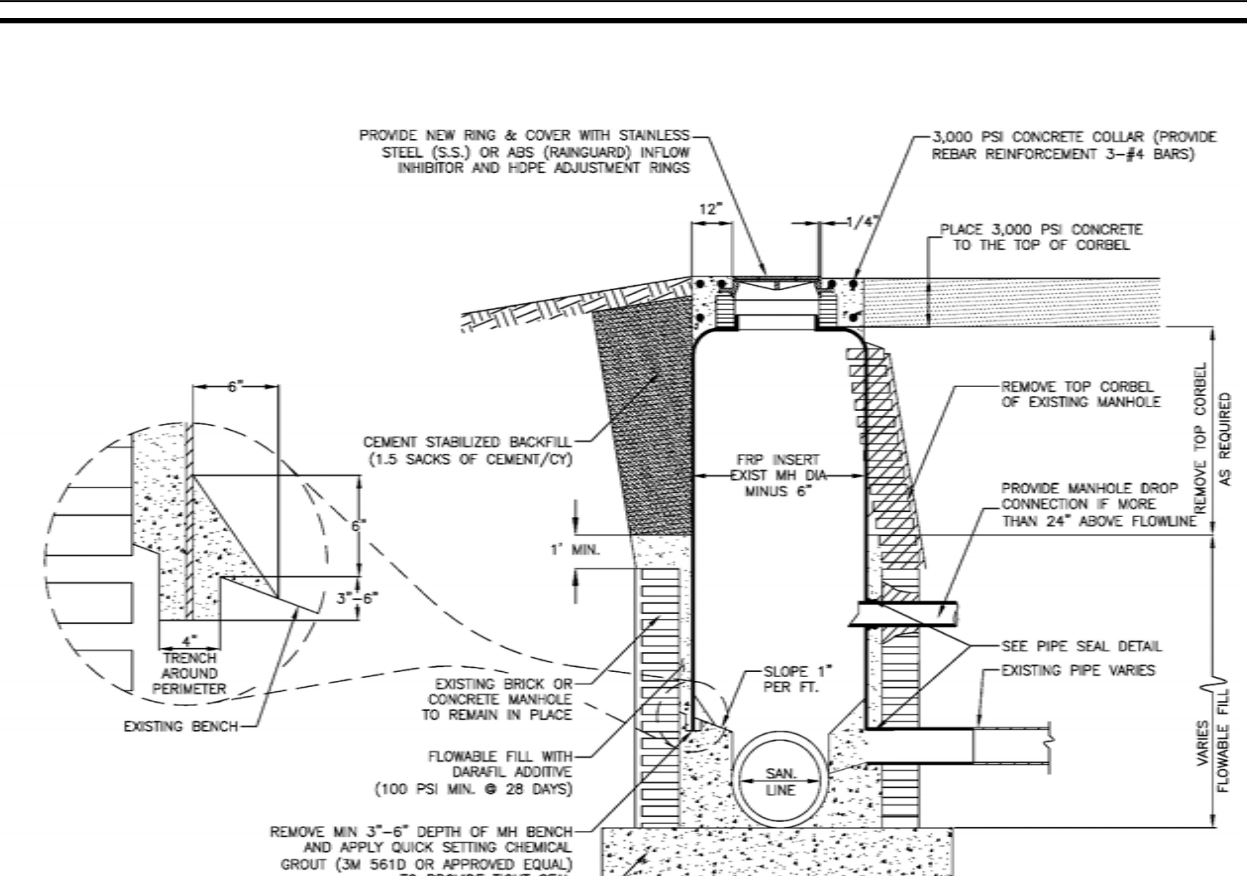 PROVIDE NEW RING & COVER WITH STAINLESS
STEEL (S.S.) OR ABS (RAINGUARD) INFLOW
INHIBITOR AND HDPE ADJUSTMENT RINGS
3,000 PSI CONCRETE COLLAR (PROVIDE
REBAR REINFORCEMENT 3-#4 BARS)
12"
1/4"
PLACE 3,000 PSI CONCRETE
TO THE TOP OF CORBEL
6"
REMOVE TOP CORBEL
OF EXISTING MANHOLE
REMOVE TOP CORBEL
AS REQUIRED
CEMENT STABILIZED BACKFILL
(1.5 SACKS OF CEMENT/CY)
FRP INSERT
EXIST MH DIA
MINUS 6"
PROVIDE MANHOLE DROP
CONNECTION IF MORE
THAN 24" ABOVE FLOWLINE
6"
1" MIN.
3"-6"
4"
TRENCH
AROUND
PERIMETER
EXISTING BENCH
SEE PIPE SEAL DETAIL
EXISTING PIPE VARIES
SLOPE 1"
PER FT.
EXISTING BRICK OR
CONCRETE MANHOLE
TO REMAIN IN PLACE
VARIES
FLOWABLE FILL
FLOWABLE FILL WITH
DARAFIL ADDITIVE
(100 PSI MIN. @ 28 DAYS)
SAN.
LINE
REMOVE MIN 3"-6" DEPTH OF MH BENCH
AND APPLY QUICK SETTING CHEMICAL
GROUT (3M 561D OR APPROVED EQUAL)
TO PROVIDE TIGHT SEAL